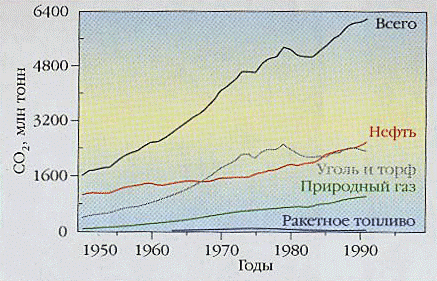 6400
4800
3200
1600
0
CO₂, млн тонн
Всего
Нефть
Уголь и торф
Природный газ
Ракетное топливо
1950 1960 1970 1980 1990
Годы